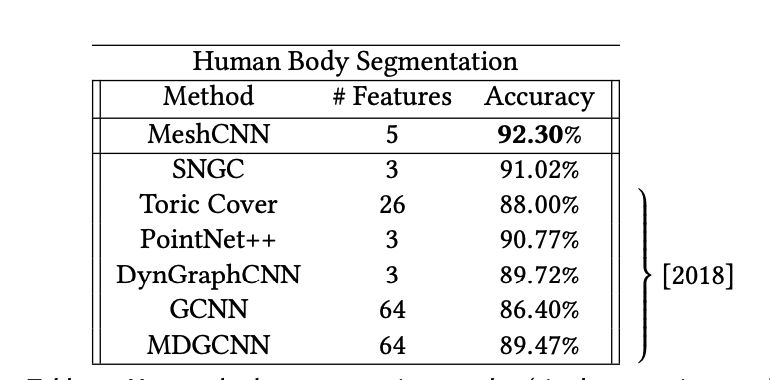 Human Body Segmentation
Method # Features Accuracy
MeshCNN 5 92.30%
SNGC 3 91.02%
Toric Cover 26 88.00%
PointNet++ 3 90.77%
DynGraphCNN 3 89.72%
[2018]
GCNN 64 86.40%
MDGCNN 64 89.47%